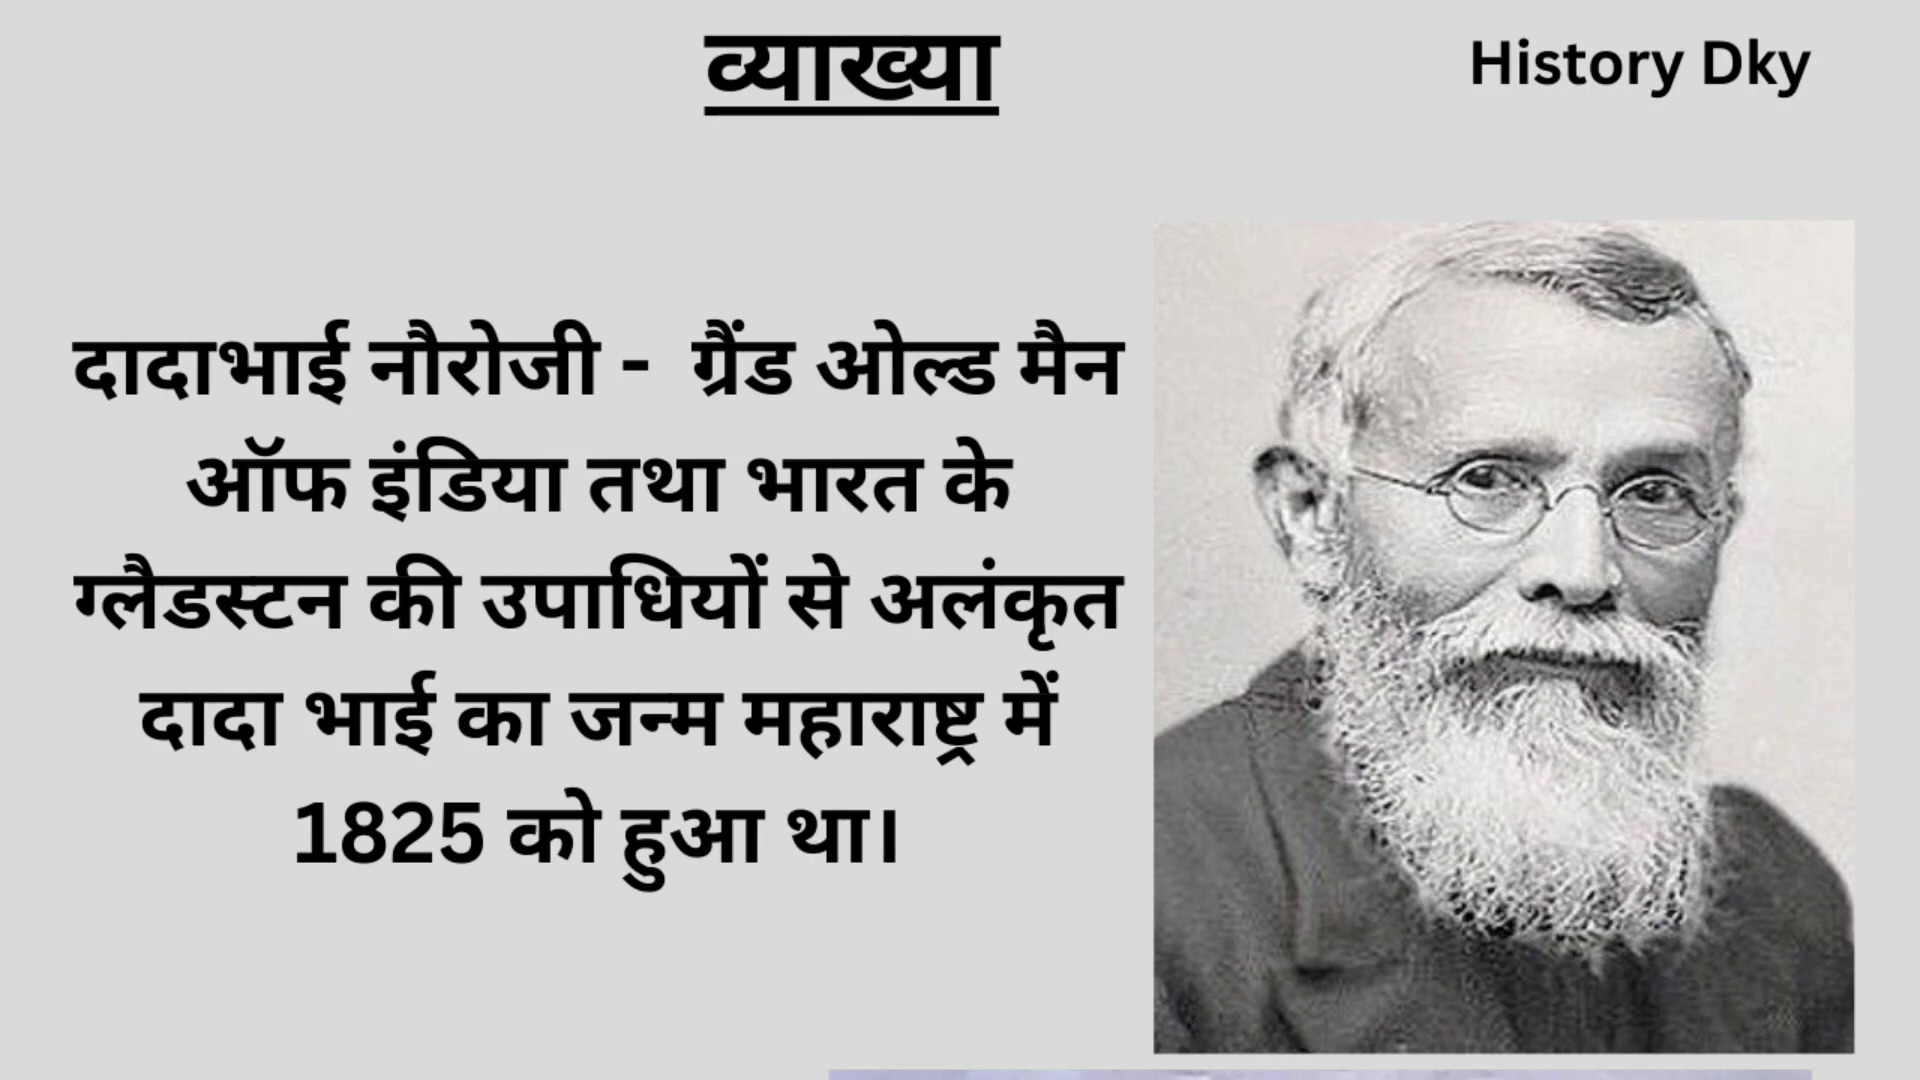 व्याख्या
History Dky
दादाभाई नौरोजी - ग्रैंड ओल्ड मैन
ऑफ इंडिया तथा भारत के
ग्लैडस्टन की उपाधियों से अलंकृत
दादा भाई का जन्म महाराष्ट्र में
1825 को हुआ था।